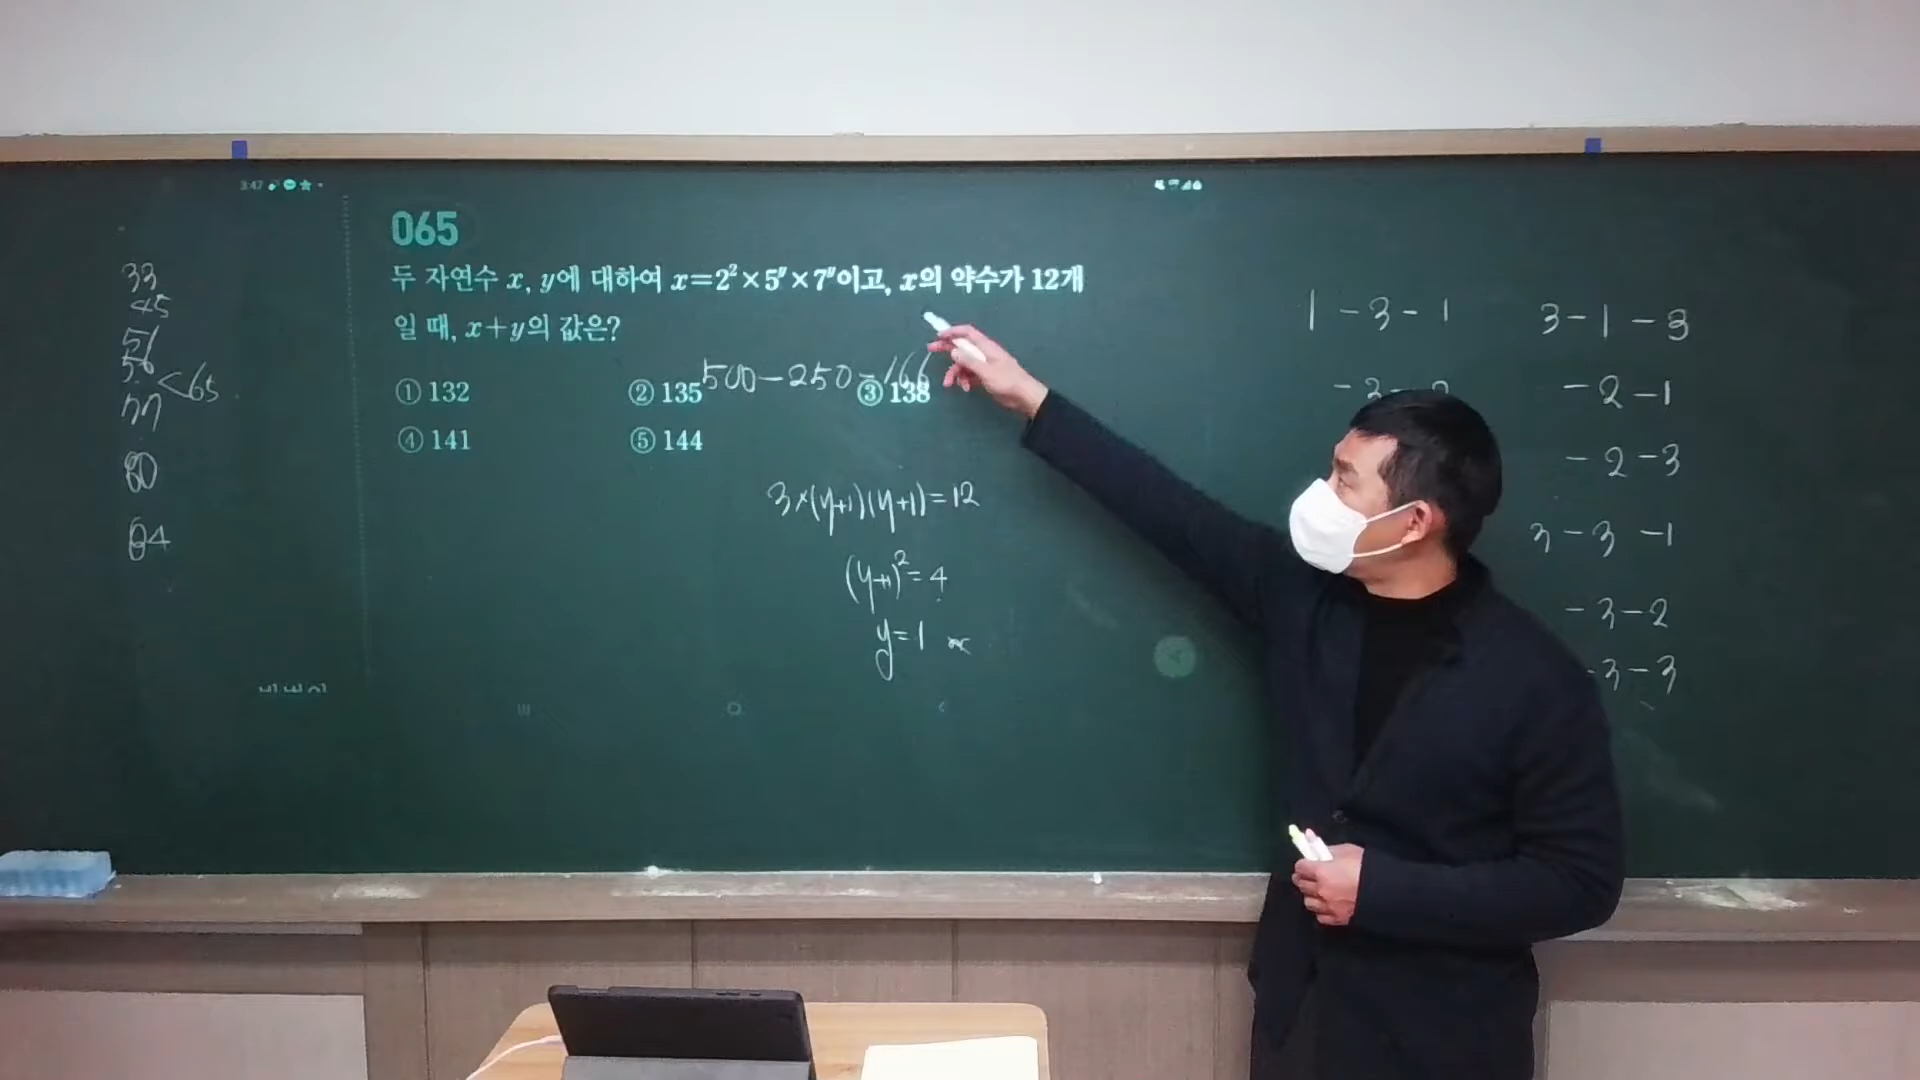 3:47
065
두 자연수 x, y에 대하여 x=2²×5ʸ×7ʸ이고, x의 약수가 12개
일 때, x+y의 값은?
500-250-166
① 132 ② 135 ③ 138
④ 141 ⑤ 144
3×(y+1)(y+1)=12
(y+1)²=4
y=1
33
45
51
56
<65
77
80
84
1-3-1
3-1-3
-2-1
-2-3
3-3-1
-3-2
-3-3